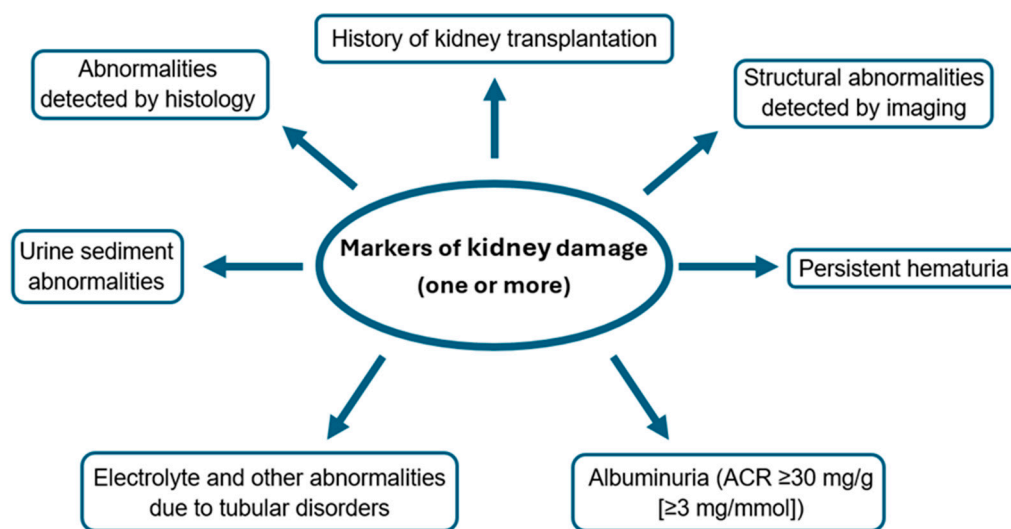 History of kidney transplantation
Abnormalities
detected by histology
Structural abnormalities
detected by imaging
Markers of kidney damage
(one or more)
Urine sediment
abnormalities
Persistent hematuria
Electrolyte and other abnormalities
due to tubular disorders
Albuminuria (ACR ≥30 mg/g
[≥3 mg/mmol])